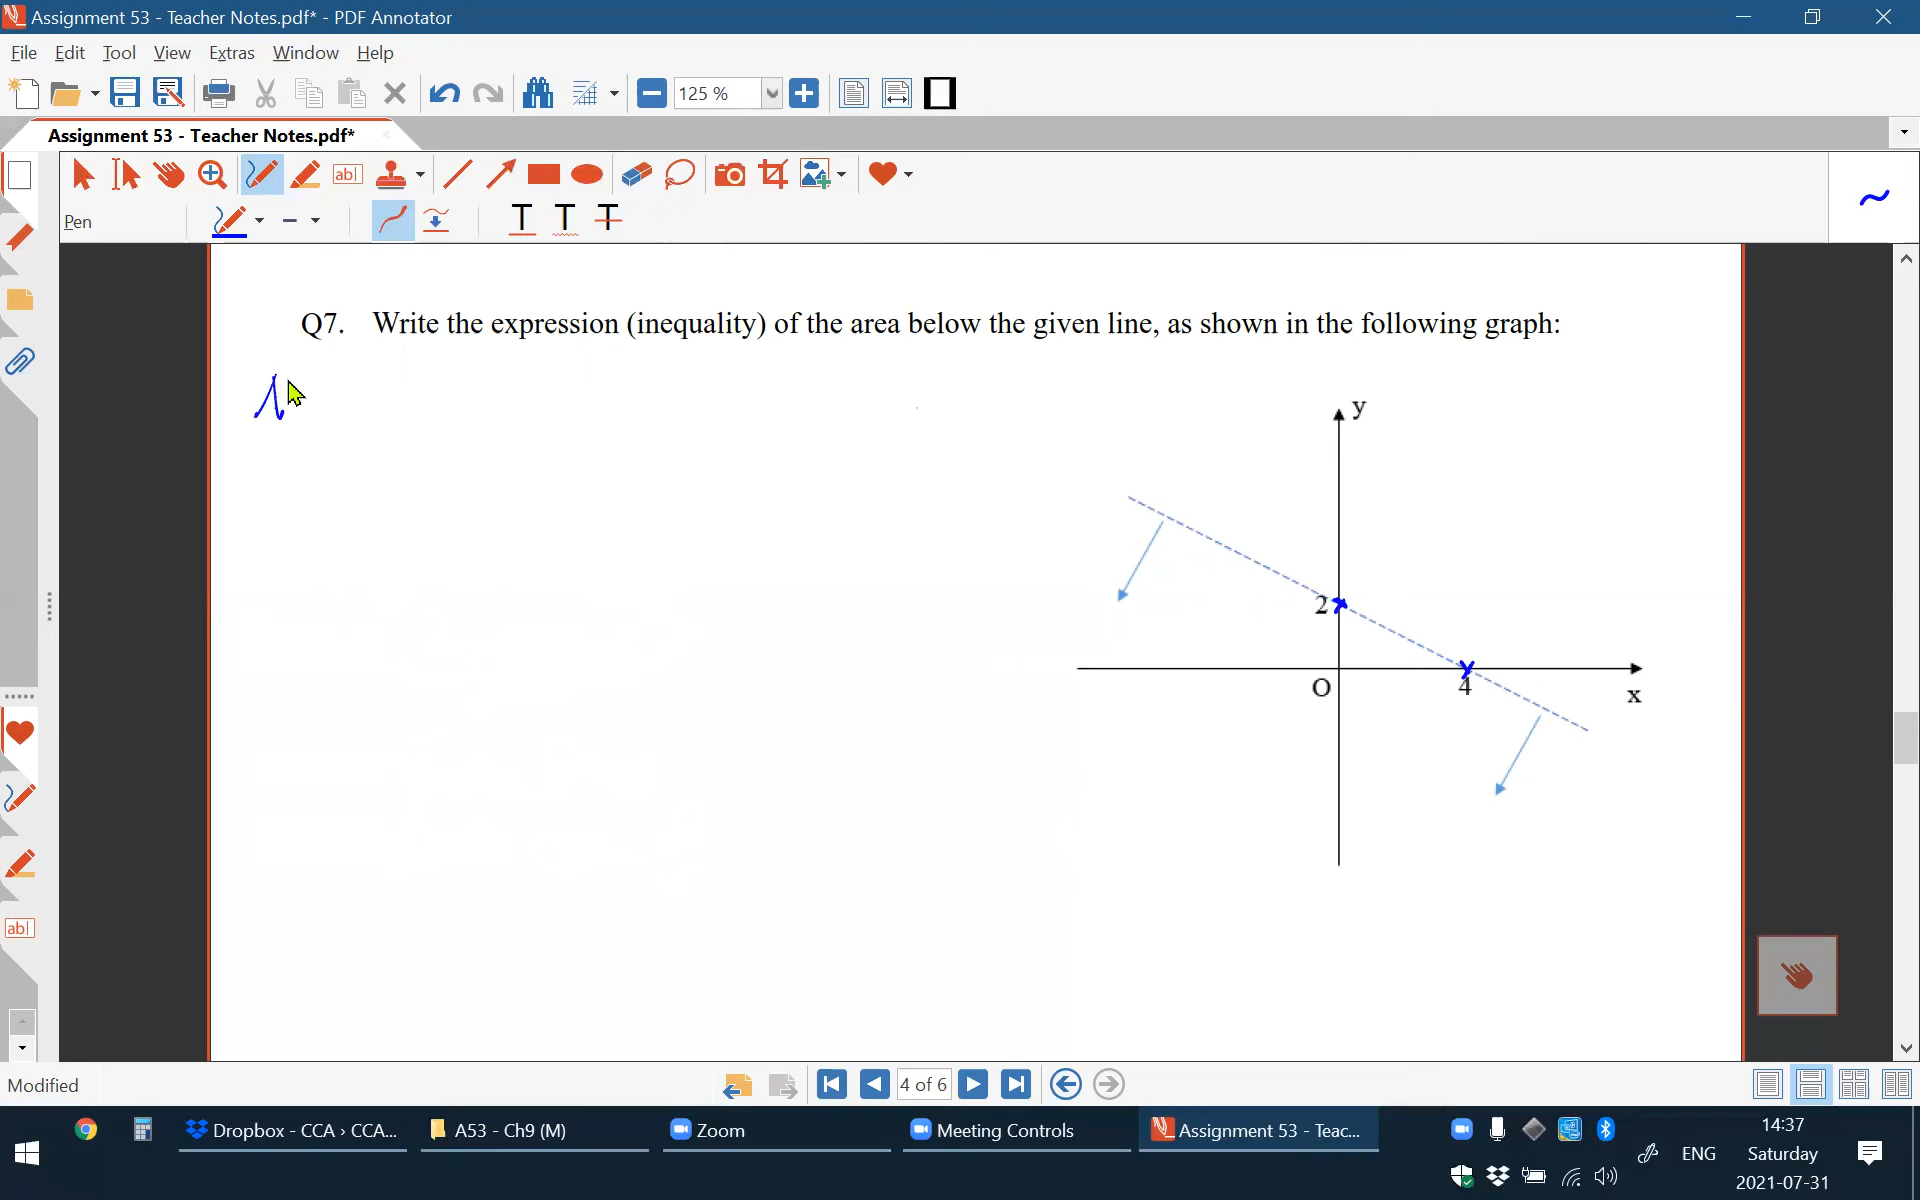 Assignment 53 - Teacher Notes.pdf* - PDF Annotator
File Edit Tool View Extras Window Help
125 %
Assignment 53 - Teacher Notes.pdf*
ab|
Pen
T T T
Q7. Write the expression (inequality) of the area below the given line, as shown in the following graph:
y
2
O
4
x
ab|
Modified
4 of 6
Dropbox - CCA › CCA...
A53 - Ch9 (M)
Zoom
Meeting Controls
Assignment 53 - Teac...
ENG
14:37
Saturday
2021-07-31